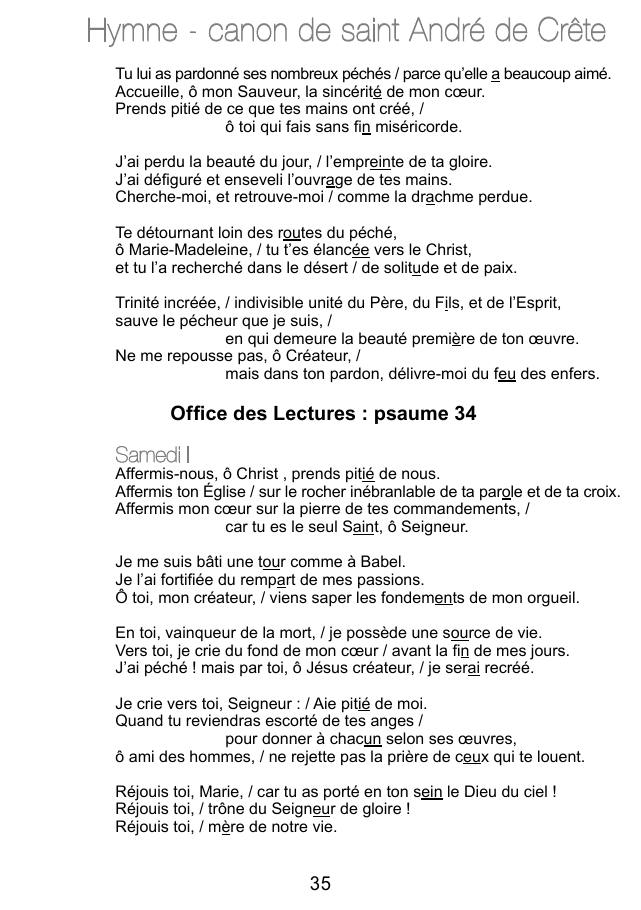 Hymne - canon de saint André de Crête
Tu lui as pardonné ses nombreux péchés / parce qu’elle a beaucoup aimé.
Accueille, ô mon Sauveur, la sincérité de mon cœur.
Prends pitié de ce que tes mains ont créé, /
ô toi qui fais sans fin miséricorde.
J’ai perdu la beauté du jour, / l’empreinte de ta gloire.
J’ai défiguré et enseveli l’ouvrage de tes mains.
Cherche-moi, et retrouve-moi / comme la drachme perdue.
Te détournant loin des routes du péché,
ô Marie-Madeleine, / tu t’es élancée vers le Christ,
et tu l’a recherché dans le désert / de solitude et de paix.
Trinité incréée, / indivisible unité du Père, du Fils, et de l’Esprit,
sauve le pécheur que je suis, /
en qui demeure la beauté première de ton œuvre.
Ne me repousse pas, ô Créateur, /
mais dans ton pardon, délivre-moi du feu des enfers.
Office des Lectures : psaume 34
Samedi I
Affermis-nous, ô Christ , prends pitié de nous.
Affermis ton Église / sur le rocher inébranlable de ta parole et de ta croix.
Affermis mon cœur sur la pierre de tes commandements, /
car tu es le seul Saint, ô Seigneur.
Je me suis bâti une tour comme à Babel.
Je l’ai fortifiée du rempart de mes passions.
Ô toi, mon créateur, / viens saper les fondements de mon orgueil.
En toi, vainqueur de la mort, / je possède une source de vie.
Vers toi, je crie du fond de mon cœur / avant la fin de mes jours.
J’ai péché ! mais par toi, ô Jésus créateur, / je serai recréé.
Je crie vers toi, Seigneur : / Aie pitié de moi.
Quand tu reviendras escorté de tes anges /
pour donner à chacun selon ses œuvres,
ô ami des hommes, / ne rejette pas la prière de ceux qui te louent.
Réjouis toi, Marie, / car tu as porté en ton sein le Dieu du ciel !
Réjouis toi, / trône du Seigneur de gloire !
Réjouis toi, / mère de notre vie.
35